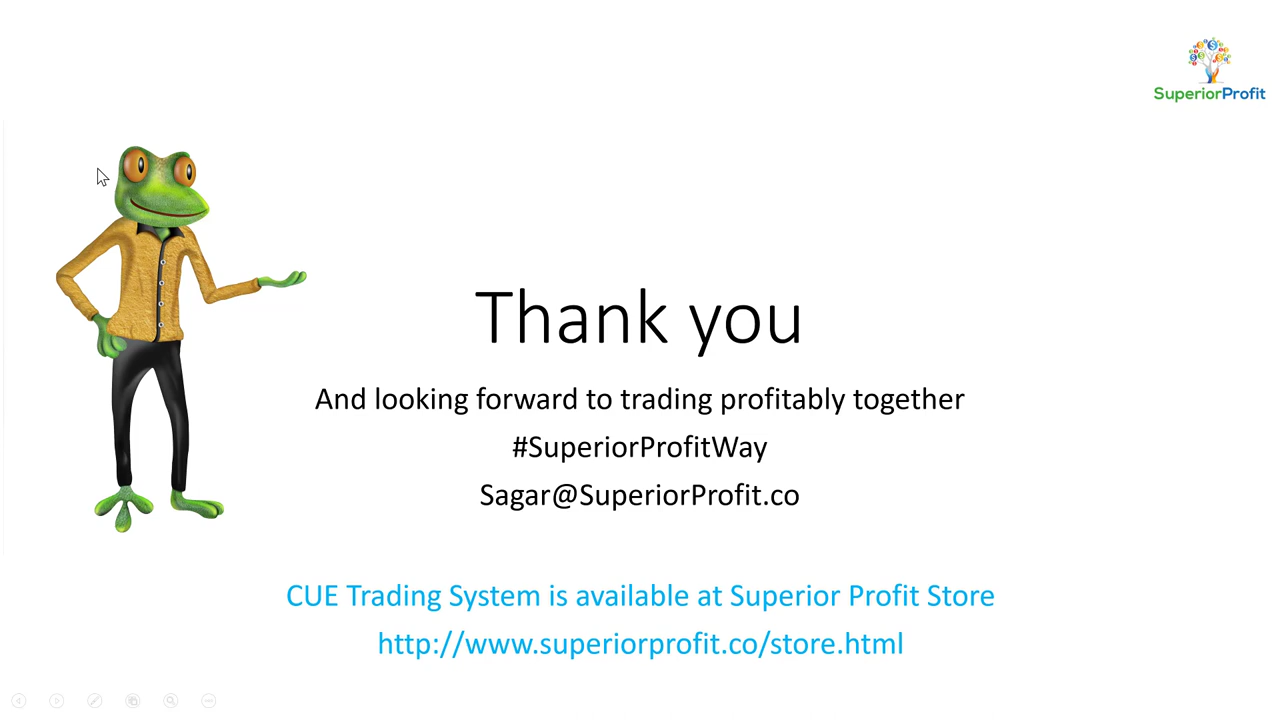 SuperiorProfit
Thank you
And looking forward to trading profitably together
#SuperiorProfitWay
Sagar@SuperiorProfit.co
CUE Trading System is available at Superior Profit Store
http://www.superiorprofit.co/store.html